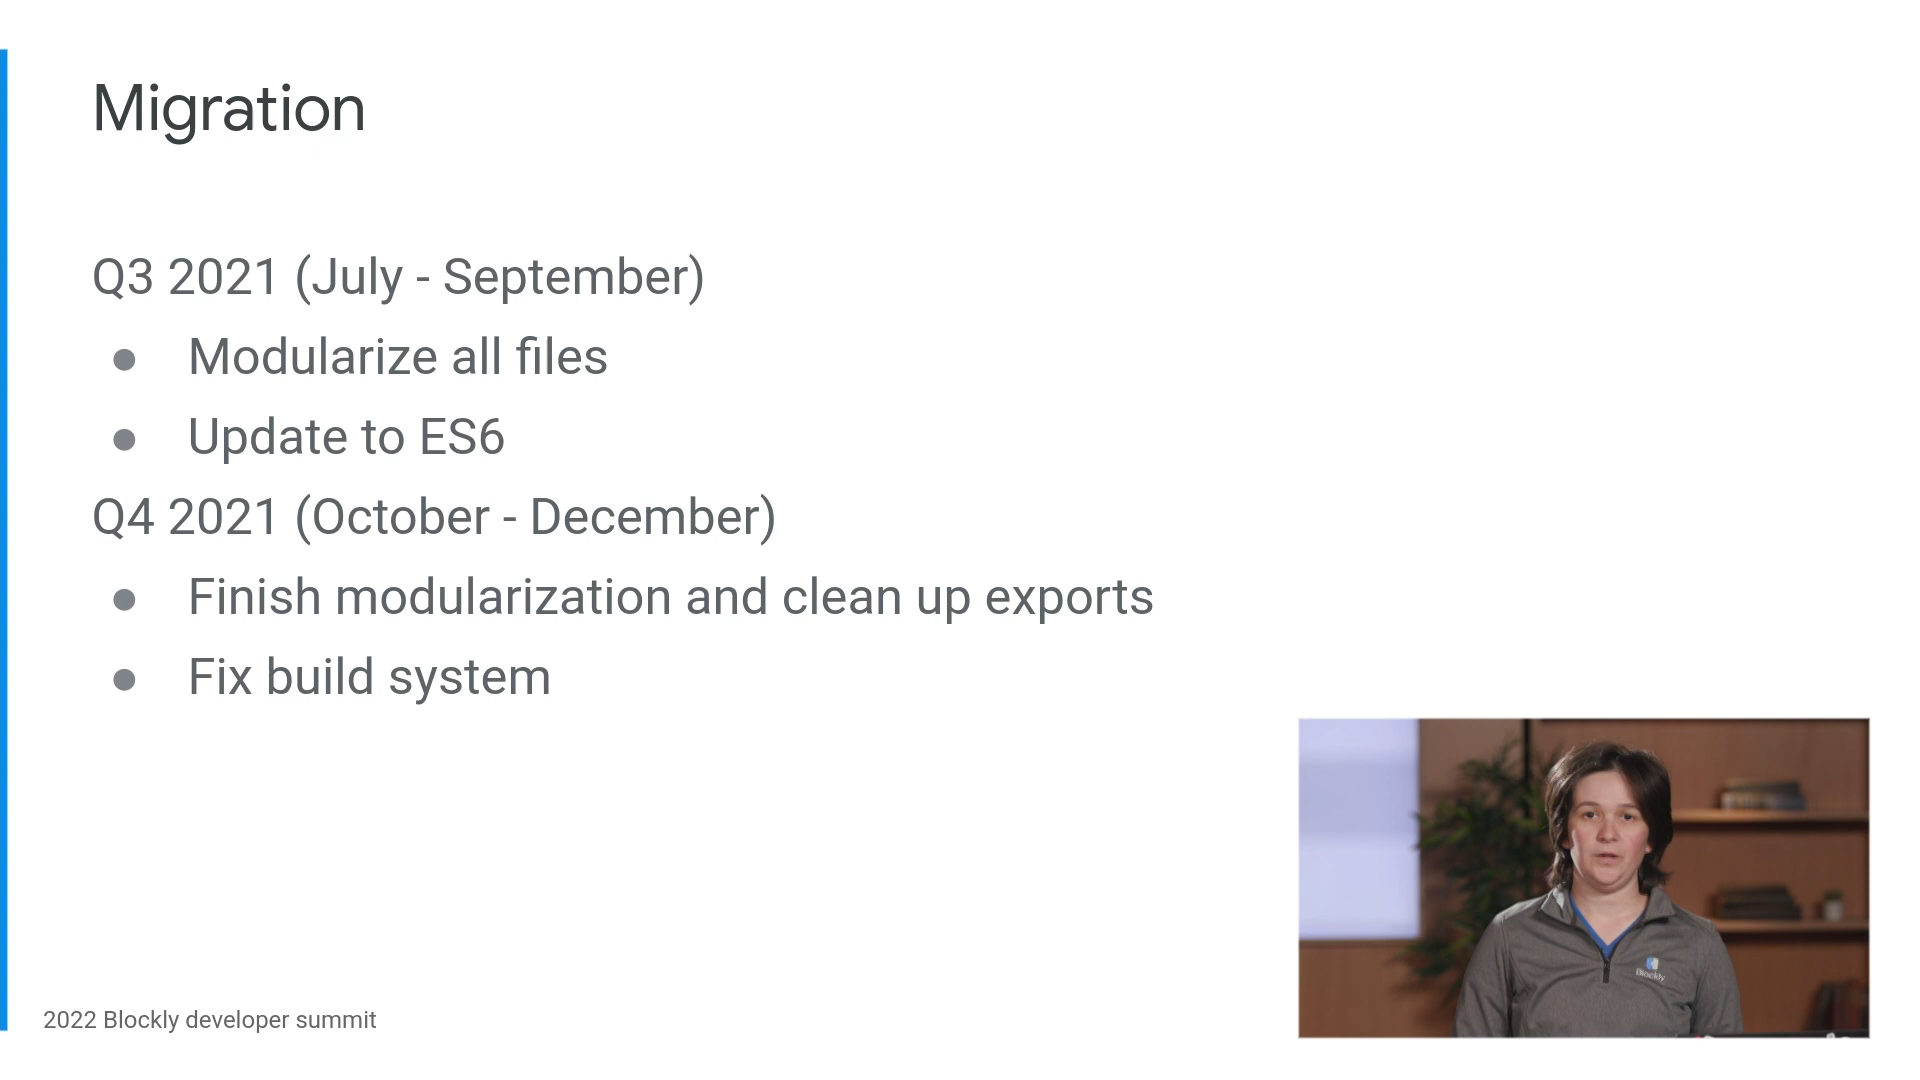 Migration
Q3 2021 (July - September)
● Modularize all files
● Update to ES6
Q4 2021 (October - December)
● Finish modularization and clean up exports
● Fix build system
Blockly
2022 Blockly developer summit